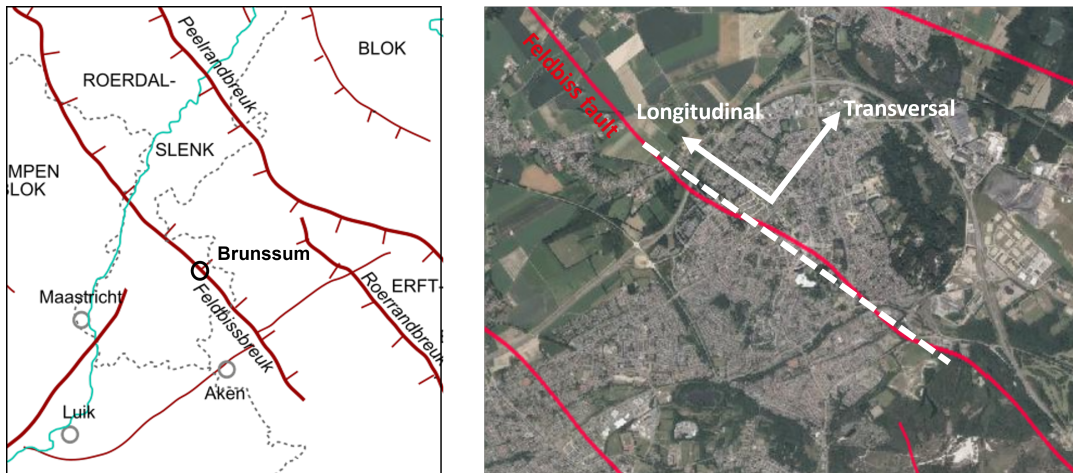 BLOK
Peelrandbreuk
ROERDAL-
SLENK
MPEN
BLOK
Brunssum
Maastricht
Feldbissbreuk
ERFT-
Roerrandbreuk
Aken
Luik
Feldbiss fault
Longitudinal
Transversal